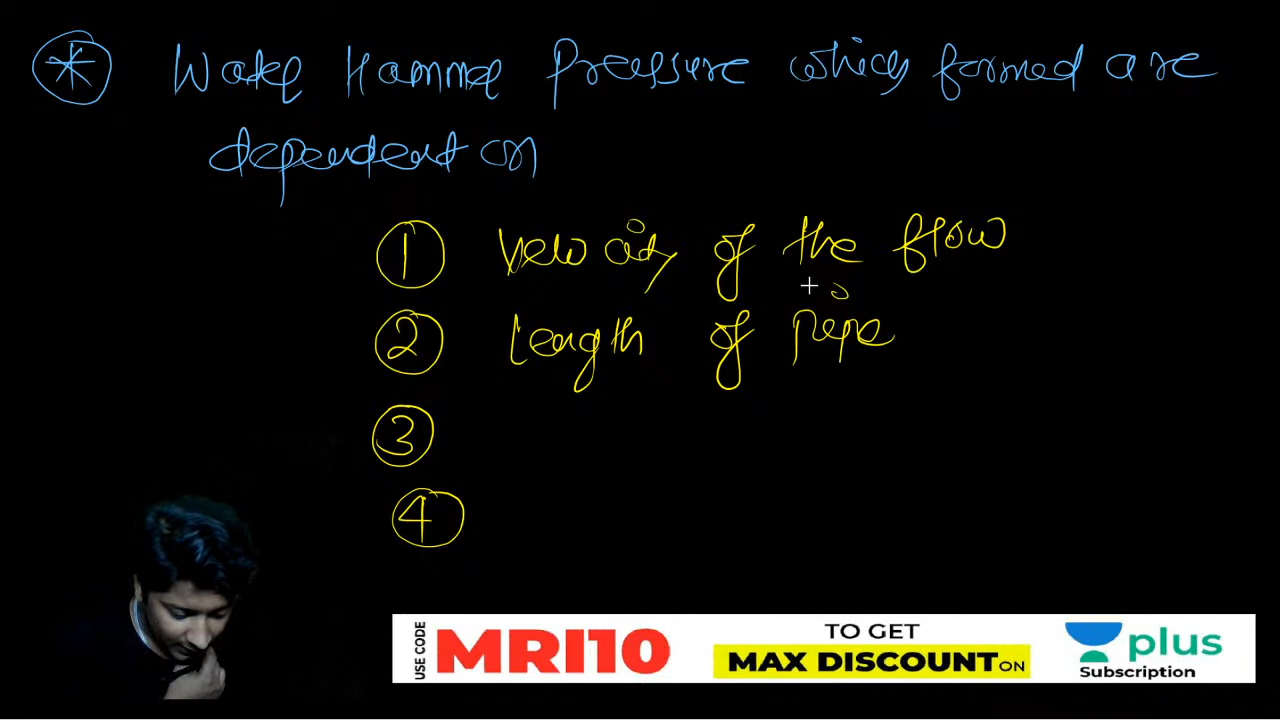 * Water Hammer Pressure which formed are
dependent on
1 Velocity of the flow
2 length of Pipe
3
4
USE CODE
MRI10
TO GET
MAX DISCOUNT ON
plus
Subscription